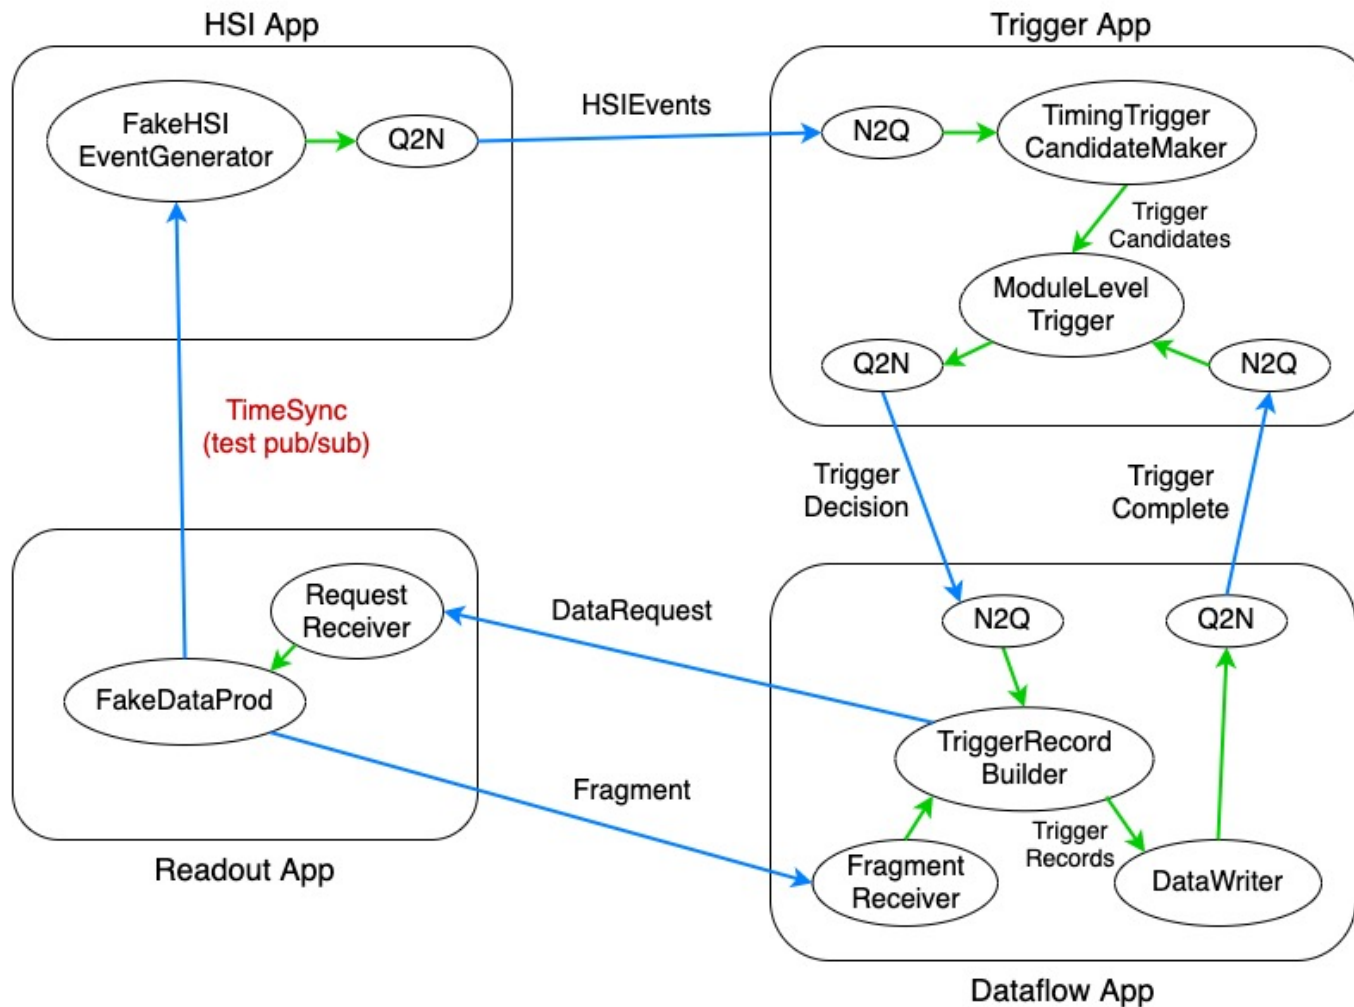 HSI App
Trigger App
FakeHSI
EventGenerator
Q2N
HSIEvents
N2Q
TimingTrigger
CandidateMaker
Trigger
Candidates
ModuleLevel
Trigger
Q2N
N2Q
TimeSync
(test pub/sub)
Trigger
Decision
Trigger
Complete
Request
Receiver
DataRequest
N2Q
Q2N
FakeDataProd
TriggerRecord
Builder
Fragment
Trigger
Records
Fragment
Receiver
DataWriter
Readout App
Dataflow App